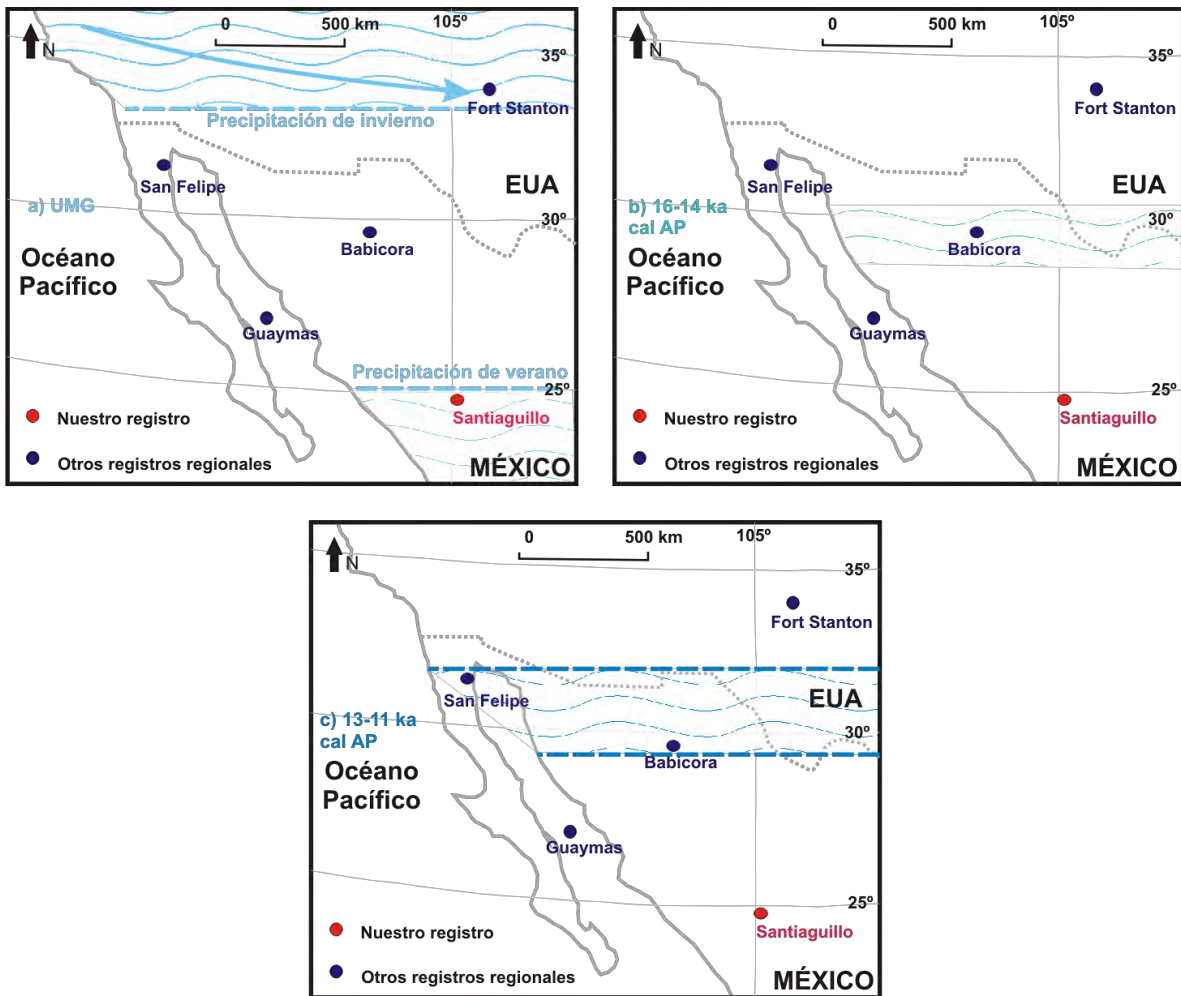 0 500 km 105º
N
35º
Fort Stanton
Precipitación de invierno
San Felipe
EUA
a) UMG
30º
Babicora
Océano
Pacífico
Guaymas
Precipitación de verano
25º
Nuestro registro
Santiaguillo
Otros registros regionales
MÉXICO
0 500 km 105º
N
35º
Fort Stanton
San Felipe
EUA
b) 16-14 ka
cal AP
30º
Babicora
Océano
Pacífico
Guaymas
25º
Nuestro registro
Santiaguillo
Otros registros regionales
MÉXICO
0 500 km 105º
N
35º
Fort Stanton
San Felipe
EUA
c) 13-11 ka
cal AP
30º
Babicora
Océano
Pacífico
Guaymas
25º
Nuestro registro
Santiaguillo
Otros registros regionales
MÉXICO